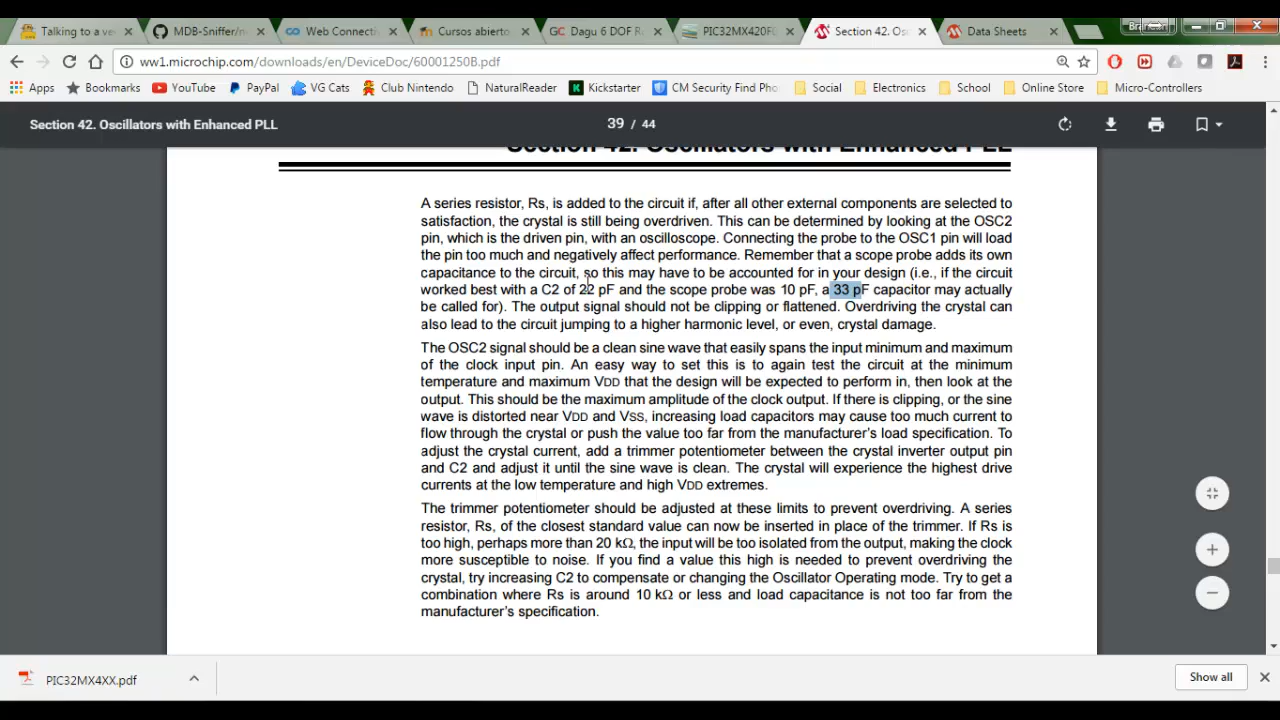 Talking to a ve
MDB-Sniffer/n
Web Connecti
Cursos abierto
Dagu 6 DOF R
PIC32MX420F
Section 42. Os
Data Sheets
ww1.microchip.com/downloads/en/DeviceDoc/60001250B.pdf
Apps Bookmarks YouTube PayPal VG Cats Club Nintendo NaturalReader Kickstarter CM Security Find Pho Social Electronics School Online Store Micro-Controllers
Section 42. Oscillators with Enhanced PLL 39 / 44
Section 42. Oscillators with Enhanced PLL
A series resistor, Rs, is added to the circuit if, after all other external components are selected to
satisfaction, the crystal is still being overdriven. This can be determined by looking at the OSC2
pin, which is the driven pin, with an oscilloscope. Connecting the probe to the OSC1 pin will load
the pin too much and negatively affect performance. Remember that a scope probe adds its own
capacitance to the circuit, so this may have to be accounted for in your design (i.e., if the circuit
worked best with a C2 of 22 pF and the scope probe was 10 pF, a 33 pF capacitor may actually
be called for). The output signal should not be clipping or flattened. Overdriving the crystal can
also lead to the circuit jumping to a higher harmonic level, or even, crystal damage.
The OSC2 signal should be a clean sine wave that easily spans the input minimum and maximum
of the clock input pin. An easy way to set this is to again test the circuit at the minimum
temperature and maximum VDD that the design will be expected to perform in, then look at the
output. This should be the maximum amplitude of the clock output. If there is clipping, or the sine
wave is distorted near VDD and VSS, increasing load capacitors may cause too much current to
flow through the crystal or push the value too far from the manufacturer's load specification. To
adjust the crystal current, add a trimmer potentiometer between the crystal inverter output pin
and C2 and adjust it until the sine wave is clean. The crystal will experience the highest drive
currents at the low temperature and high VDD extremes.
The trimmer potentiometer should be adjusted at these limits to prevent overdriving. A series
resistor, Rs, of the closest standard value can now be inserted in place of the trimmer. If Rs is
too high, perhaps more than 20 kΩ, the input will be too isolated from the output, making the clock
more susceptible to noise. If you find a value this high is needed to prevent overdriving the
crystal, try increasing C2 to compensate or changing the Oscillator Operating mode. Try to get a
combination where Rs is around 10 kΩ or less and load capacitance is not too far from the
manufacturer's specification.
PIC32MX4XX.pdf
Show all